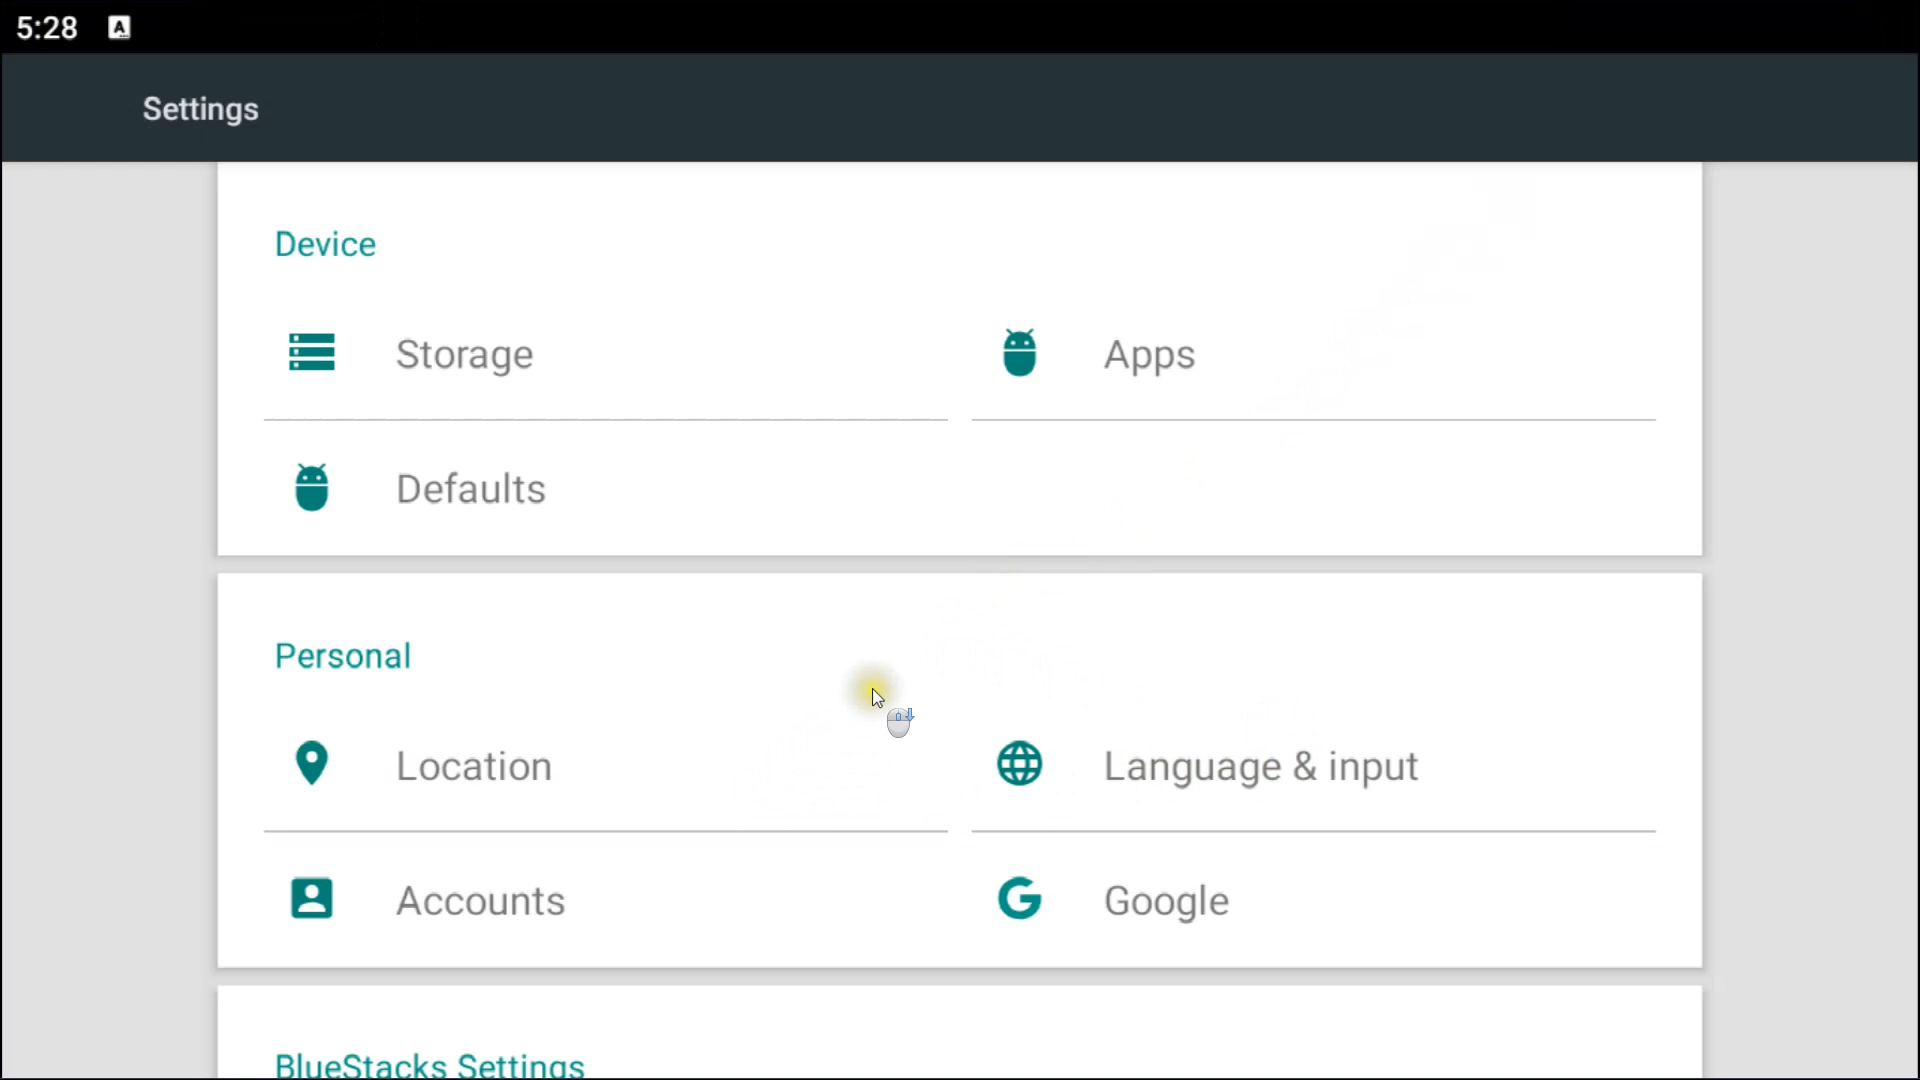 5:28 A
Settings
Device
Storage
Apps
Defaults
Personal
Location
Language & input
Accounts
Google
BlueStacks Settings